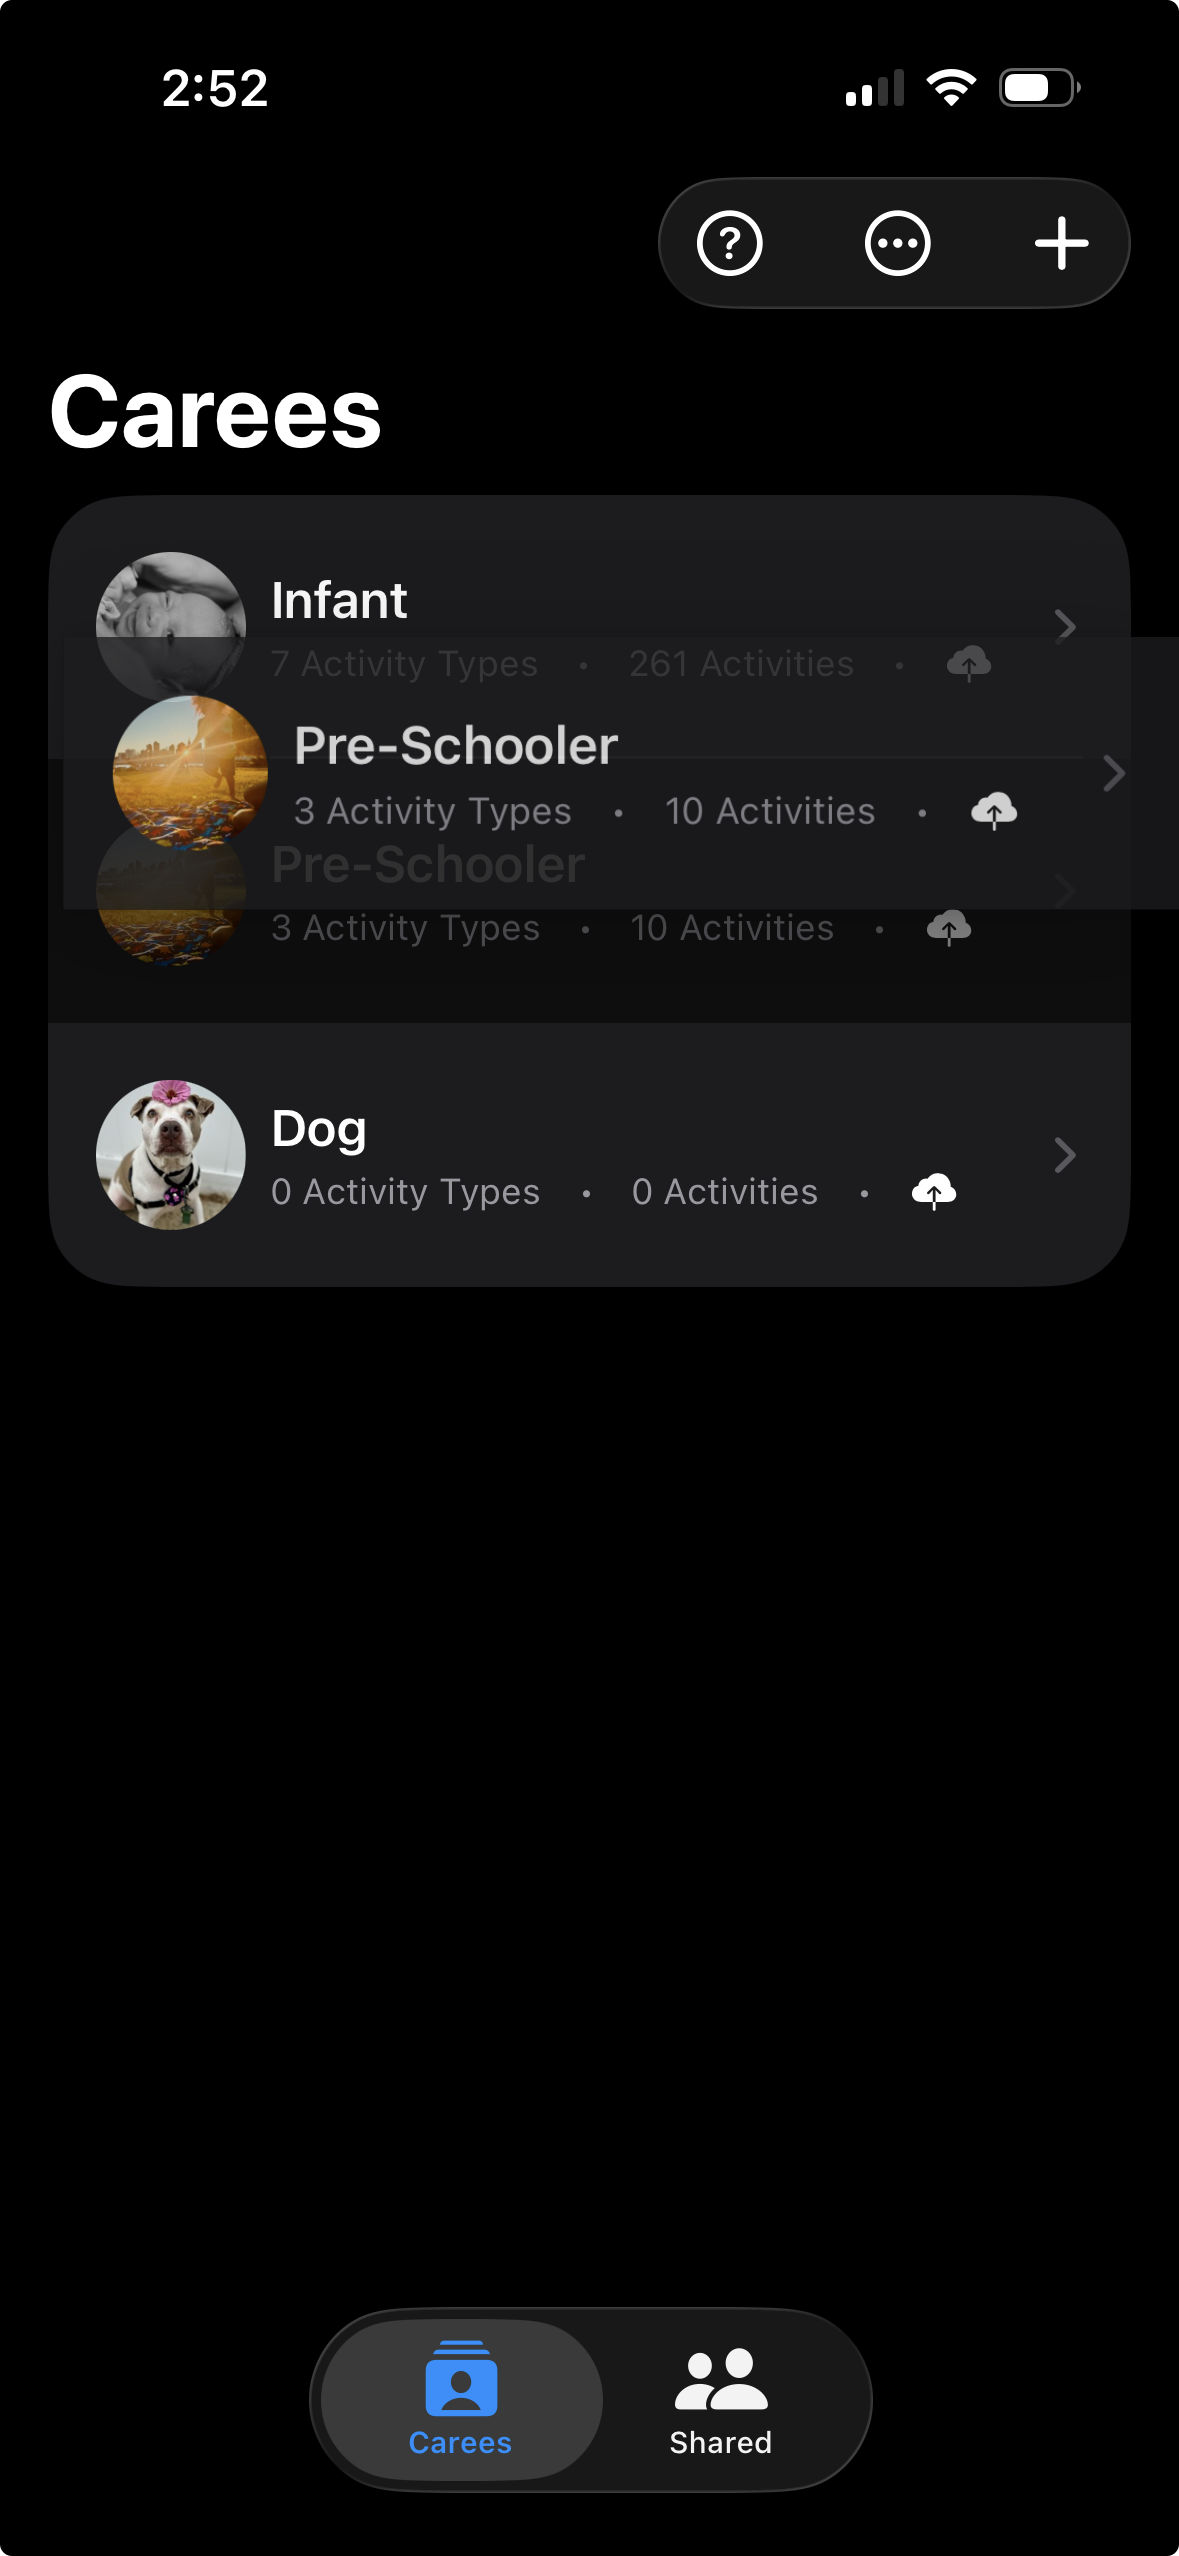 2:52
Carees
Infant
7 Activity Types • 261 Activities •
Pre-Schooler
3 Activity Types • 10 Activities •
Pre-Schooler
3 Activity Types • 10 Activities •
Dog
0 Activity Types • 0 Activities •
Carees
Shared